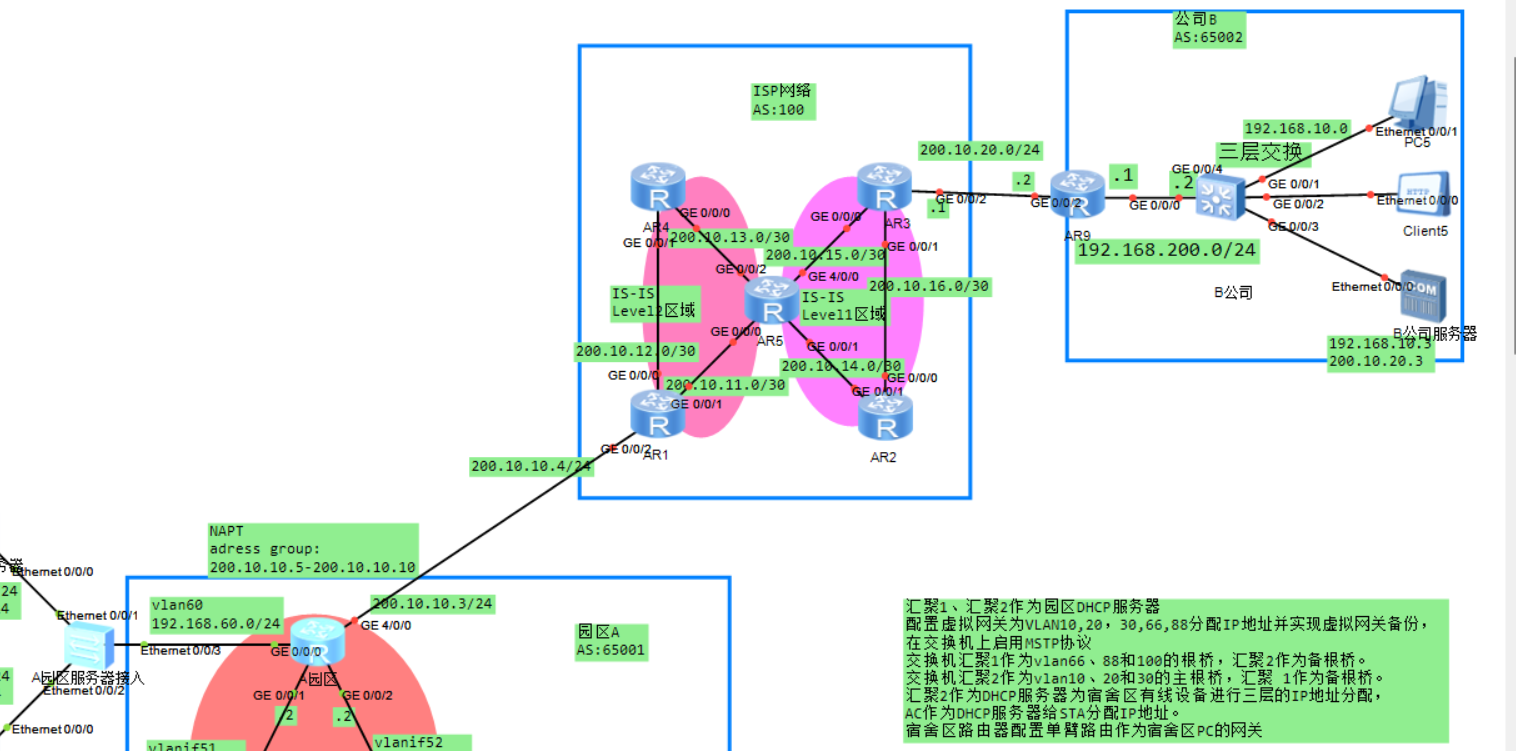 公司B
AS:65002
ISP网络
AS:100
200.10.20.0/24
192.168.10.0
Ethernet 0/0/1
PC5
三层交换
GE 0/0/4
GE 0/0/1
GE 0/0/2
GE 0/0/3
Ethernet 0/0/0
Client5
.2
.1
.2
.1
GE 0/0/2
GE 0/0/2
GE 0/0/0
AR9
192.168.200.0/24
B公司
Ethernet 0/0/0
COM
HTTP
B公司服务器
192.168.10.3
200.10.20.3
R
R
R
R
R
R
R
AR4
GE 0/0/0
GE 0/0/1
200.10.13.0/30
GE 0/0/2
GE 0/0/0
AR3
GE 0/0/1
200.10.15.0/30
GE 4/0/0
200.10.16.0/30
IS-IS
Level2区域
IS-IS
Level1区域
AR5
GE 0/0/0
GE 0/0/1
200.10.12.0/30
200.10.14.0/30
GE 0/0/0
200.10.11.0/30
GE 0/0/1
GE 0/0/0
GE 0/0/1
GE 0/0/2
AR1
AR2
200.10.10.4/24
NAPT
adress group:
200.10.10.5-200.10.10.10
务器
Ethernet 0/0/0
24
4
Ethernet 0/0/1
vlan60
192.168.60.0/24
200.10.10.3/24
GE 4/0/0
园区A
AS:65001
Ethernet 0/0/3
GE 0/0/0
A园区服务器接入
A园区
24
Ethernet 0/0/2
GE 0/0/1
GE 0/0/2
.2
.2
Ethernet 0/0/0
vlanif51
vlanif52
汇聚1、汇聚2作为园区DHCP服务器
配置虚拟网关为VLAN10,20，30,66,88分配IP地址并实现虚拟网关备份，
在交换机上启用MSTP协议
交换机汇聚1作为vlan66、88和100的根桥，汇聚2作为备根桥。
交换机汇聚2作为vlan10、20和30的主根桥，汇聚 1作为备根桥。
汇聚2作为DHCP服务器为宿舍区有线设备进行三层的IP地址分配，
AC作为DHCP服务器给STA分配IP地址。
宿舍区路由器配置单臂路由作为宿舍区PC的网关